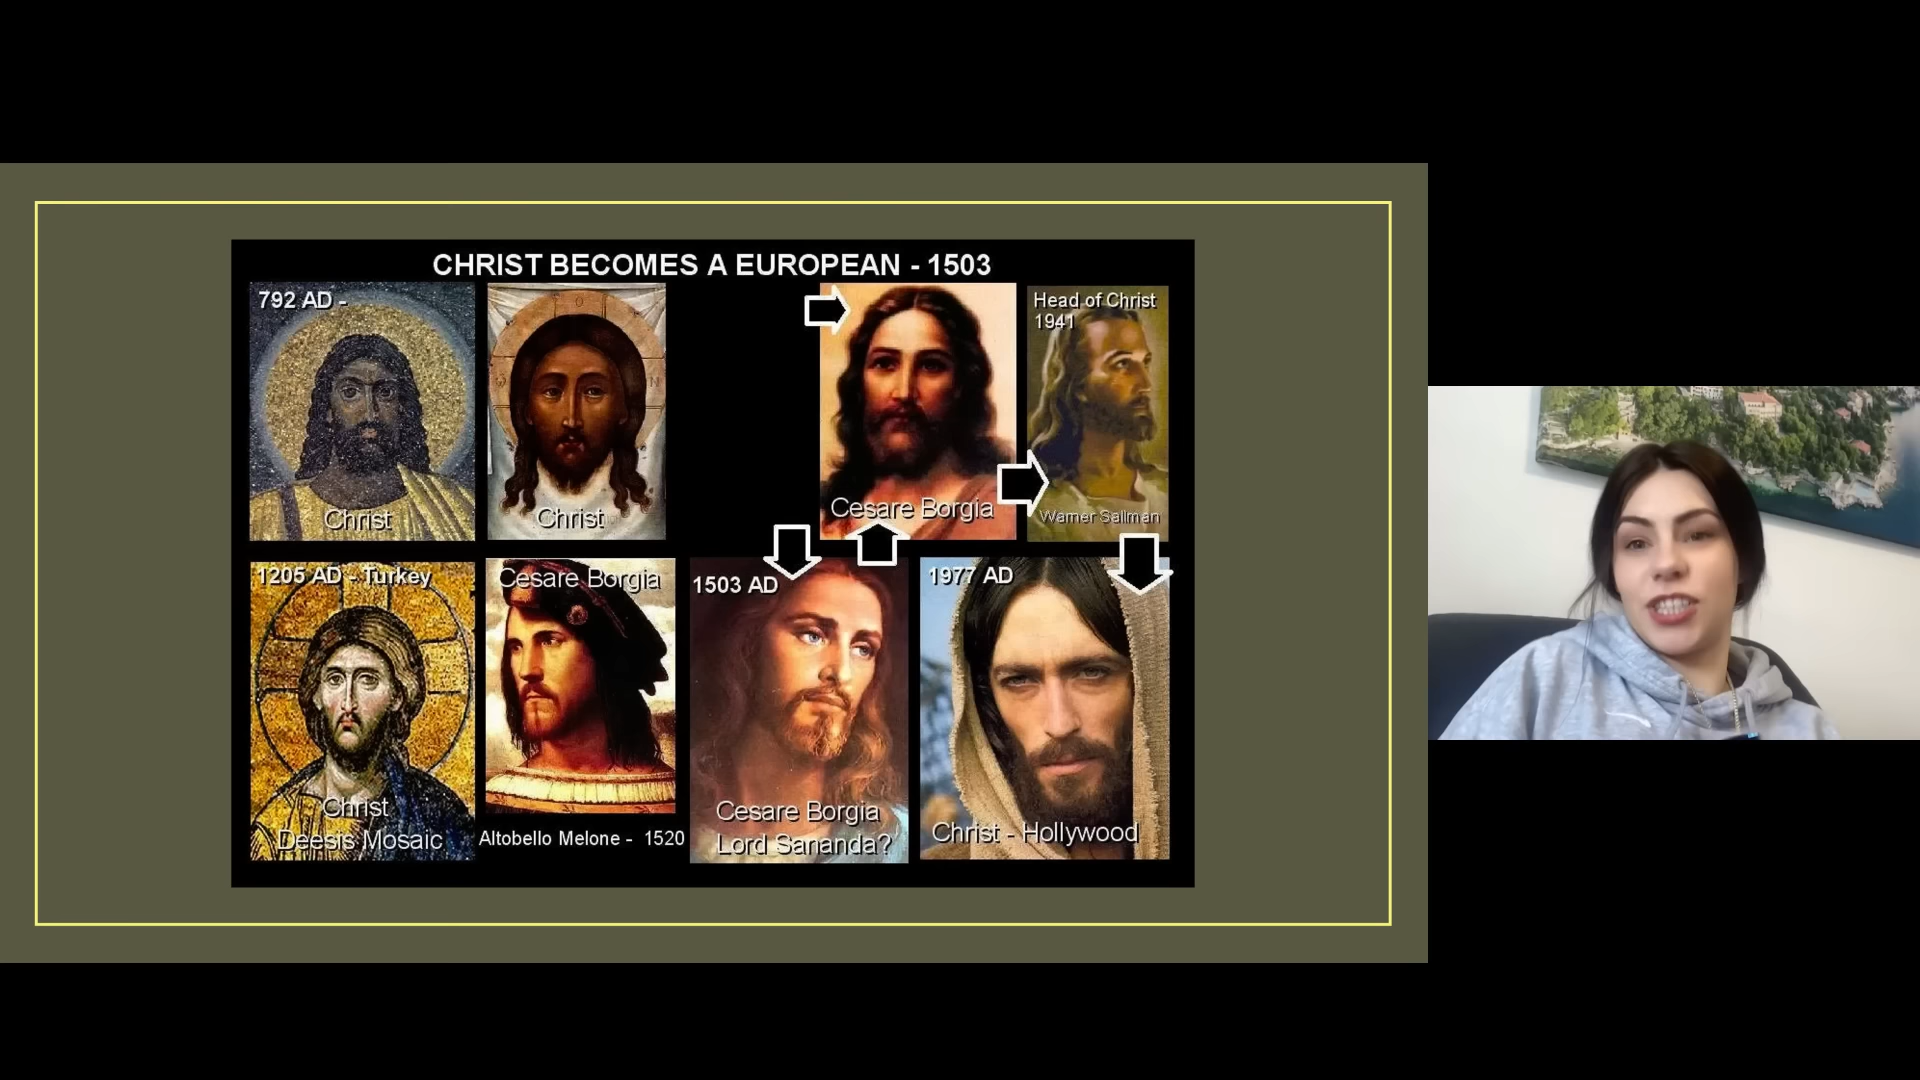 CHRIST BECOMES A EUROPEAN - 1503
792 AD -
Christ
Christ
Cesare Borgia
Head of Christ
1941
Warner Sallman
1205 AD - Turkey
Christ
Deesis Mosaic
Cesare Borgia
Altobello Melone - 1520
1503 AD
Cesare Borgia
Lord Sananda?
1977 AD
Christ - Hollywood